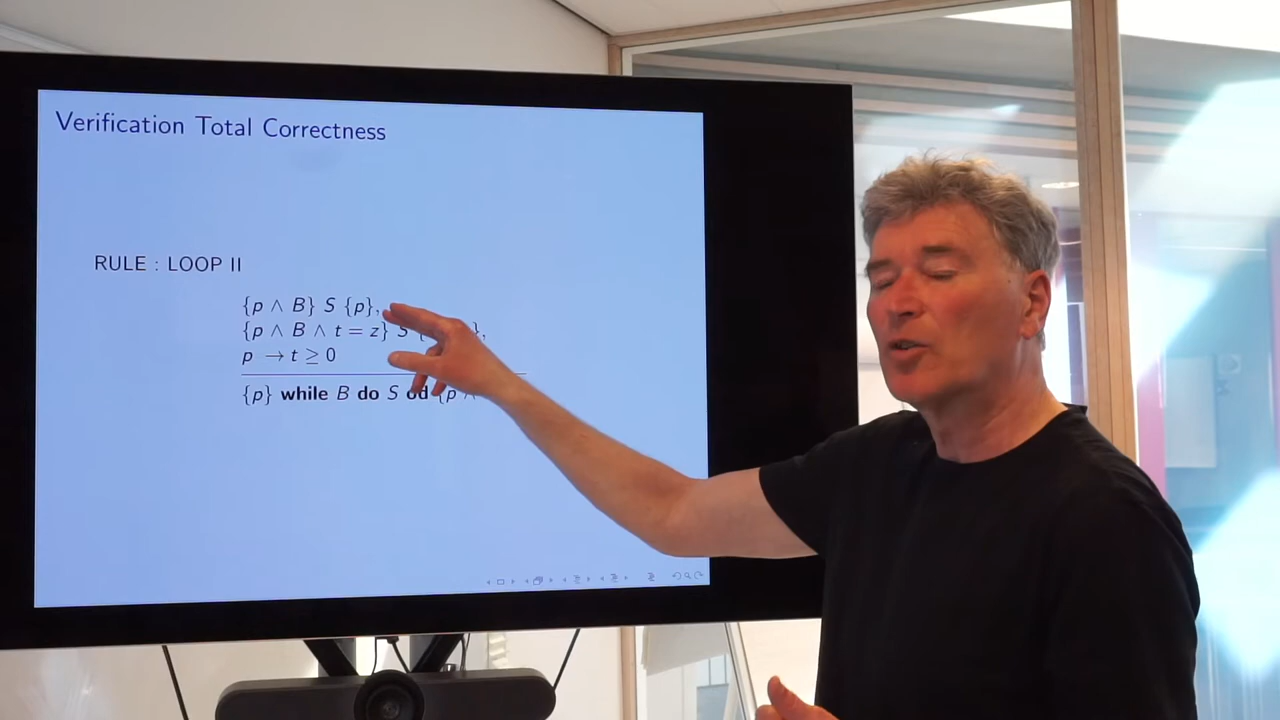 Verification Total Correctness
RULE : LOOP II
{p ∧ B} S {p},
{p ∧ B ∧ t = z} S {
p → t ≥ 0
{p} while B do S od {p ∧